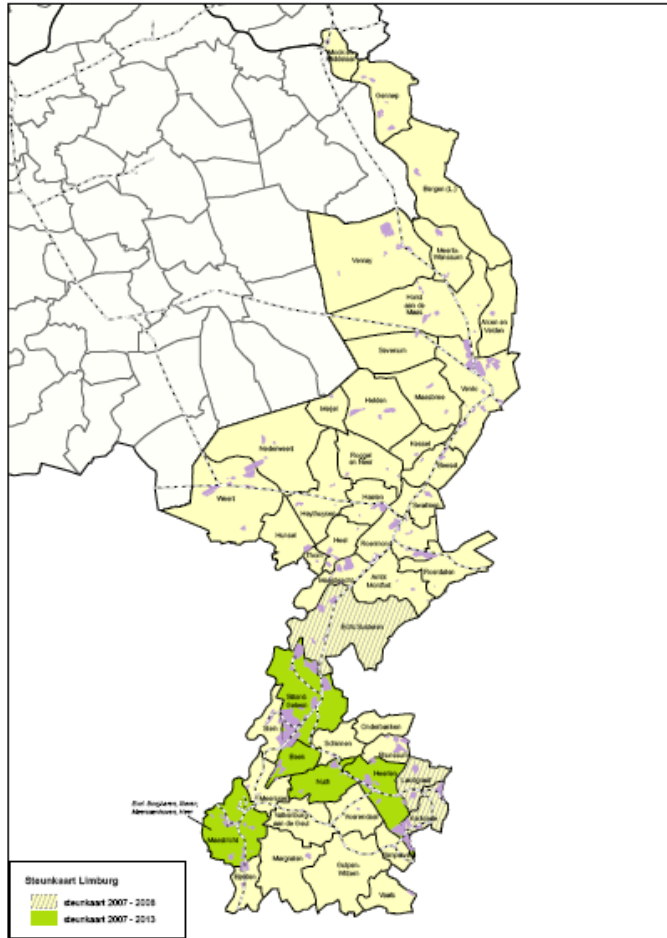 Mook en
Middelaar
Gennep
Bergen (L.)
Venray
Meerlo-
Wanssum
Horst
aan de
Maas
Arcen en
Velden
Sevenum
Venlo
Meijel
Helden
Maasbree
Kessel
Beesel
Nederweert
Roggel
en Neer
Weert
Haelen
Swalmen
Heythuysen
Hunsel
Heel
Roermond
Thorn
Maasbracht
Ambt
Montfort
Roerdalen
Echt-Susteren
Sittard-
Geleen
Stein
Schinnen
Onderbanken
Brunssum
Beek
Nuth
Heerlen
Landgraaf
Kerkrade
Meerssen
Valkenburg
aan de Geul
Voerendaal
Simpelveld
Maastricht
Margraten
Gulpen-
Wittem
Eijsden
Vaals
Steunkaart Limburg
steunkaart 2007 - 2008
steunkaart 2007 - 2013